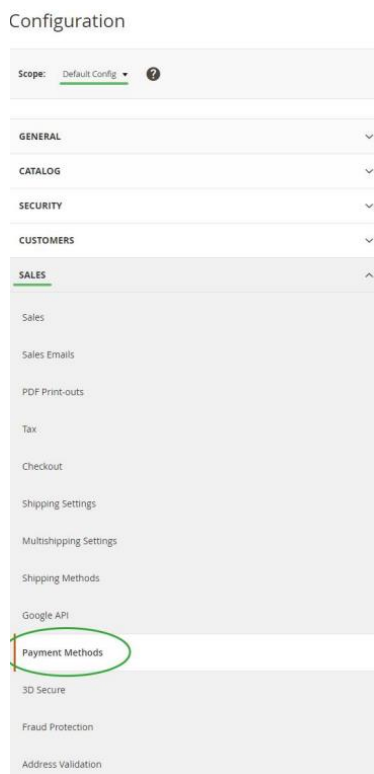 Configuration
Scope: Default Config ?
GENERAL
CATALOG
SECURITY
CUSTOMERS
SALES
Sales
Sales Emails
PDF Print-outs
Tax
Checkout
Shipping Settings
Multishipping Settings
Shipping Methods
Google API
Payment Methods
3D Secure
Fraud Protection
Address Validation